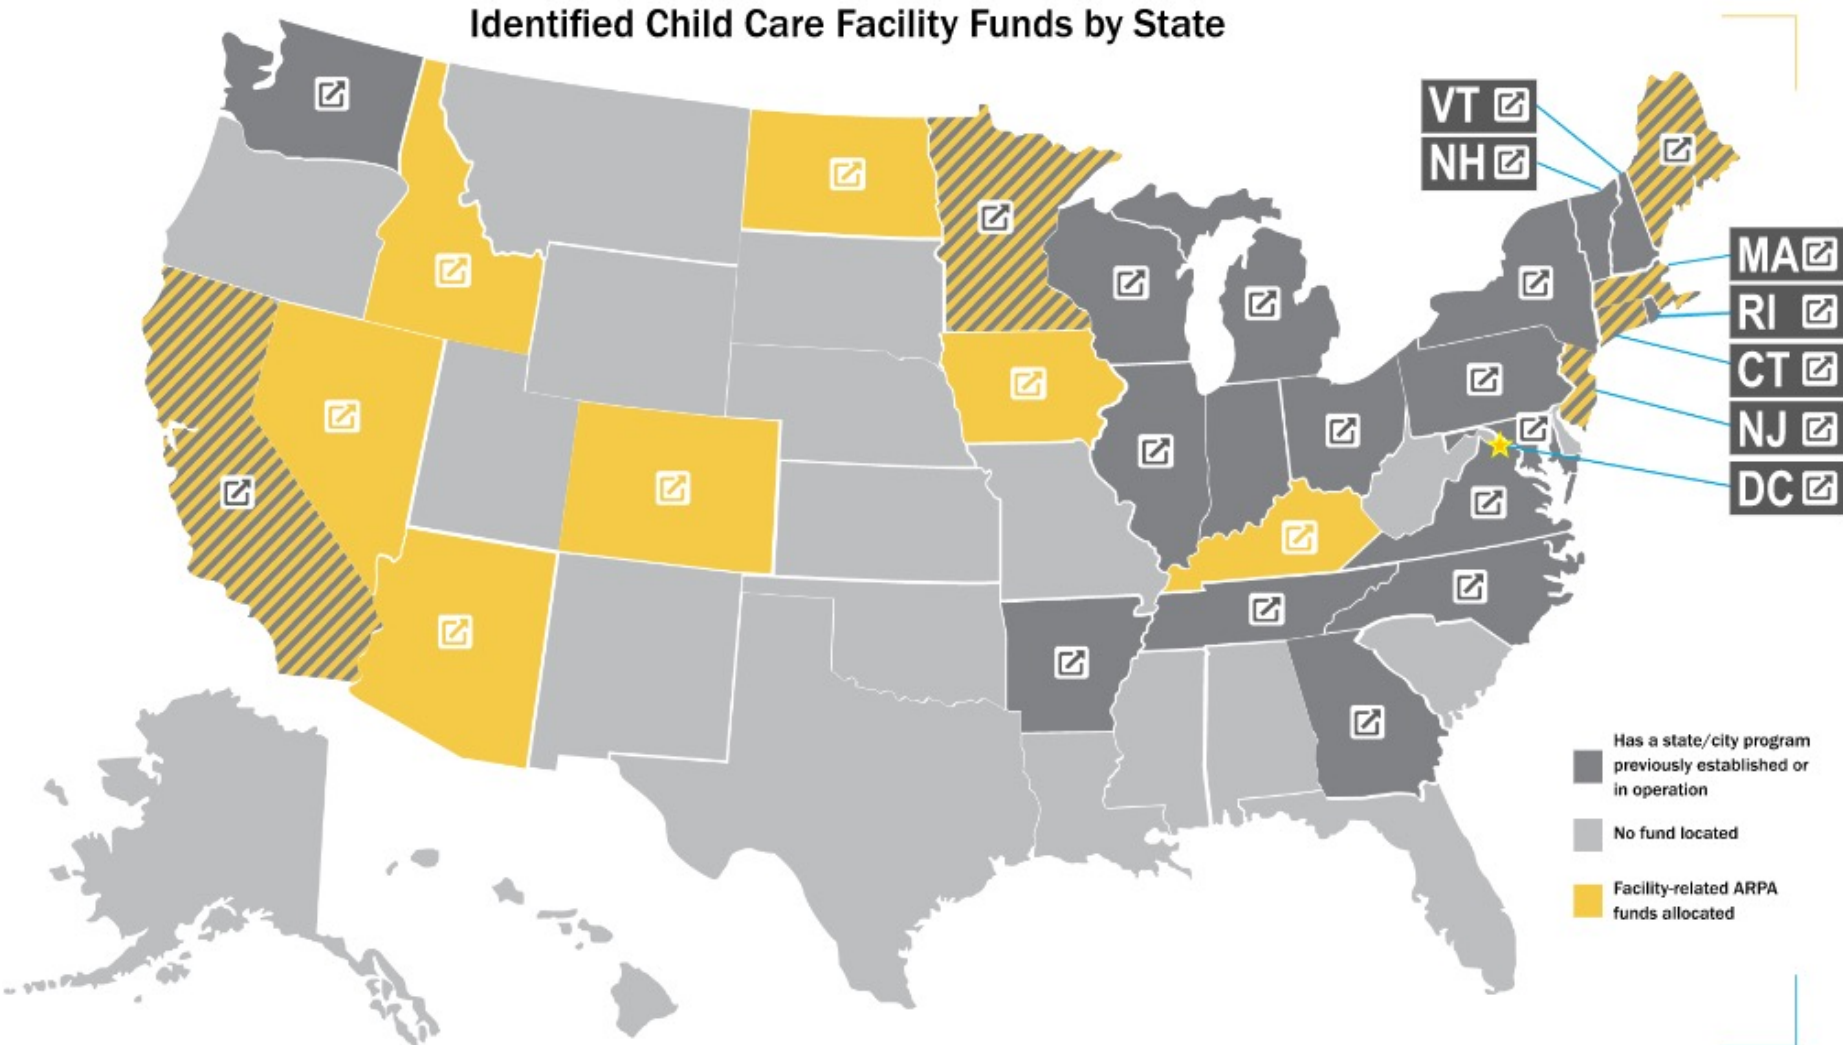 Identified Child Care Facility Funds by State
VT
NH
MA
RI
CT
NJ
DC
Has a state/city program
previously established or
in operation
No fund located
Facility-related ARPA
funds allocated